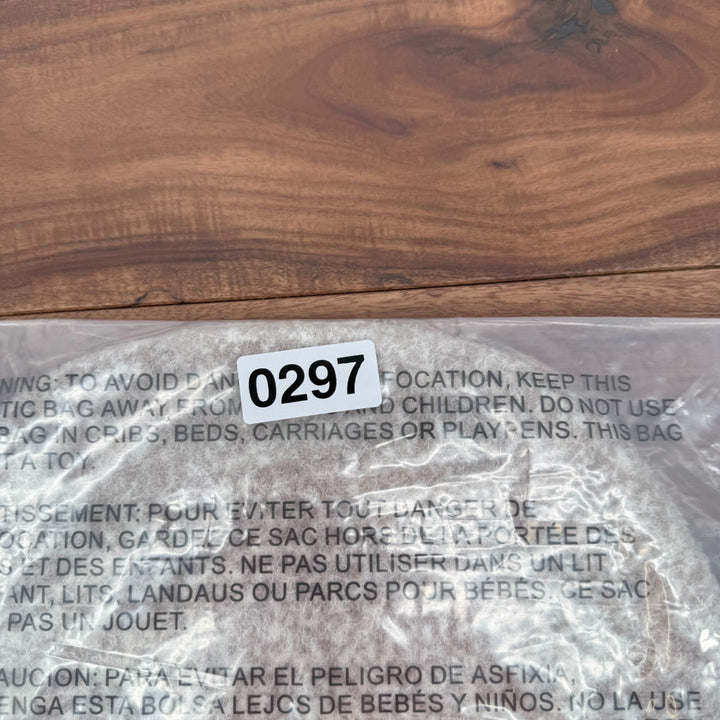 0297
NING: TO AVOID DAN FOCATION, KEEP THIS
TIC BAG AWAY FROM AND CHILDREN. DO NOT USE
BAG IN CRIBS, BEDS, CARRIAGES OR PLAYPENS. THIS BAG
T A TOY.
TISSEMENT: POUR EVITER TOUT DANGER DE
OCATION, GARDEZ CE SAC HORS DE LA PORTÉE DES
S ET DES ENFANTS. NE PAS UTILISER DANS UN LIT
ANT, LITS, LANDAUS OU PARCS POUR BÉBÉS. CE SAC
PAS UN JOUET.
AUCION: PARA EVITAR EL PELIGRO DE ASFIXIA,
ENGA ESTA BOLSA LEJOS DE BEBÉS Y NIÑOS. NO LA USE